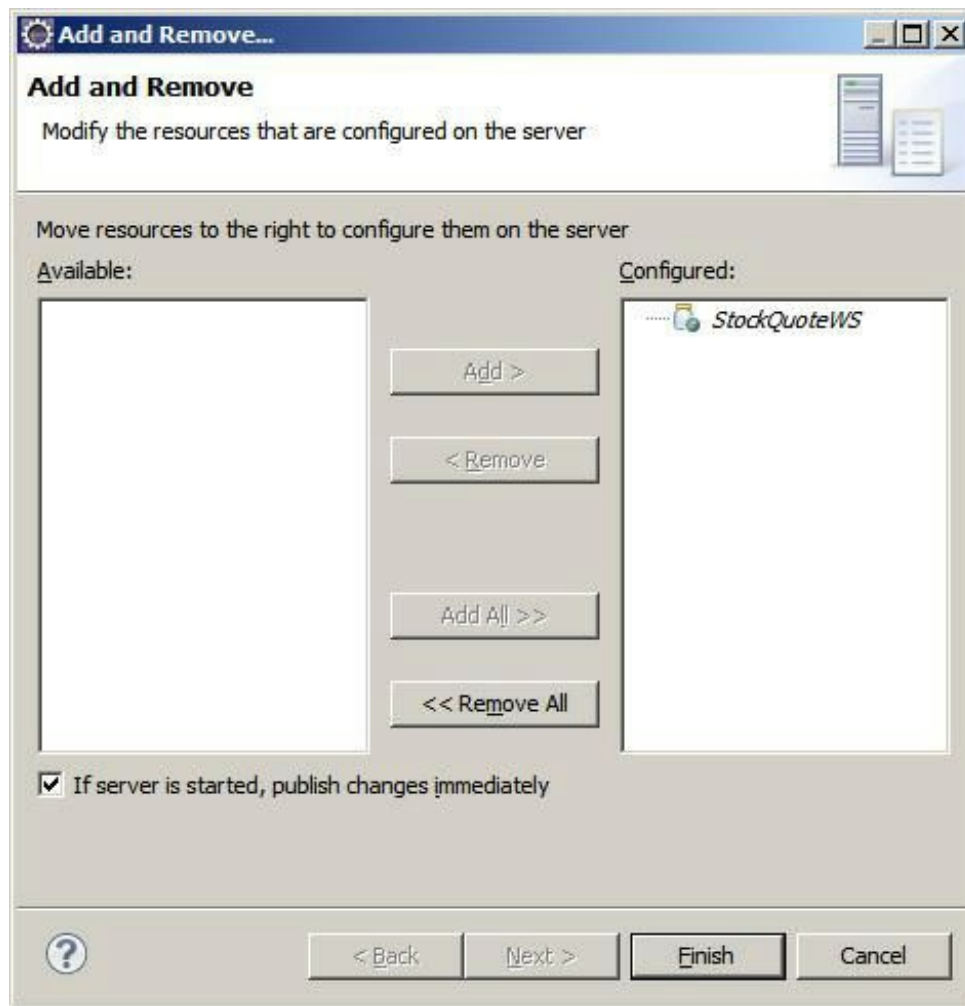 Add and Remove...
Add and Remove
Modify the resources that are configured on the server
Move resources to the right to configure them on the server
Available:
Configured:
StockQuoteWS
Add >
< Remove
Add All >>
<< Remove All
If server is started, publish changes immediately
?
< Back
Next >
Finish
Cancel